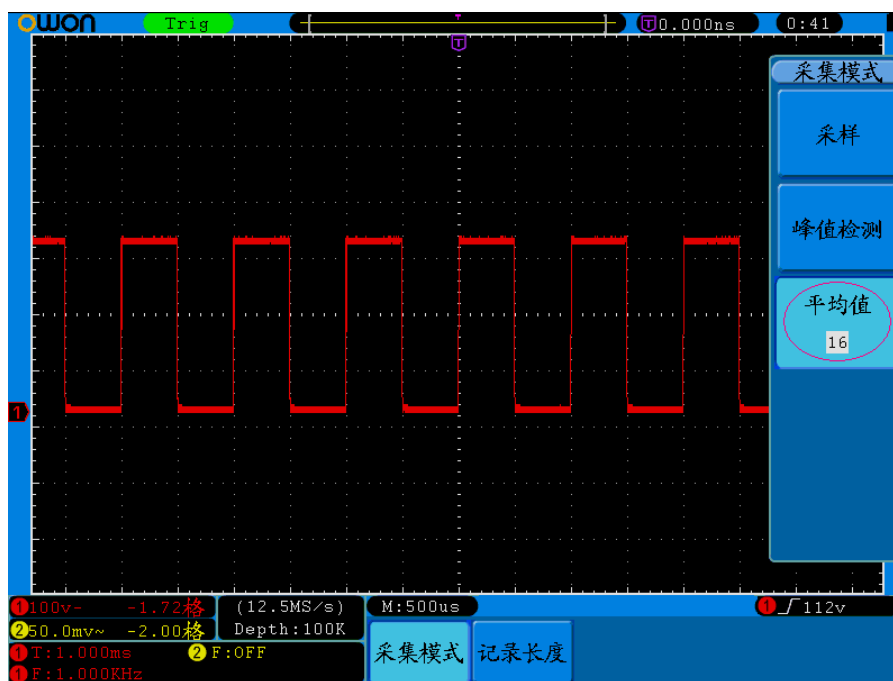 OWON Trig T 0.000ns 0:41
T
采集模式
采样
峰值检测
平均值
16
1
1 100v- -1.72格 (12.5MS/s) M:500us 1 112v
2 50.0mv~ -2.00格 Depth:100K
1 T:1.000ms 2 F:OFF
1 F:1.000KHz
采集模式 记录长度